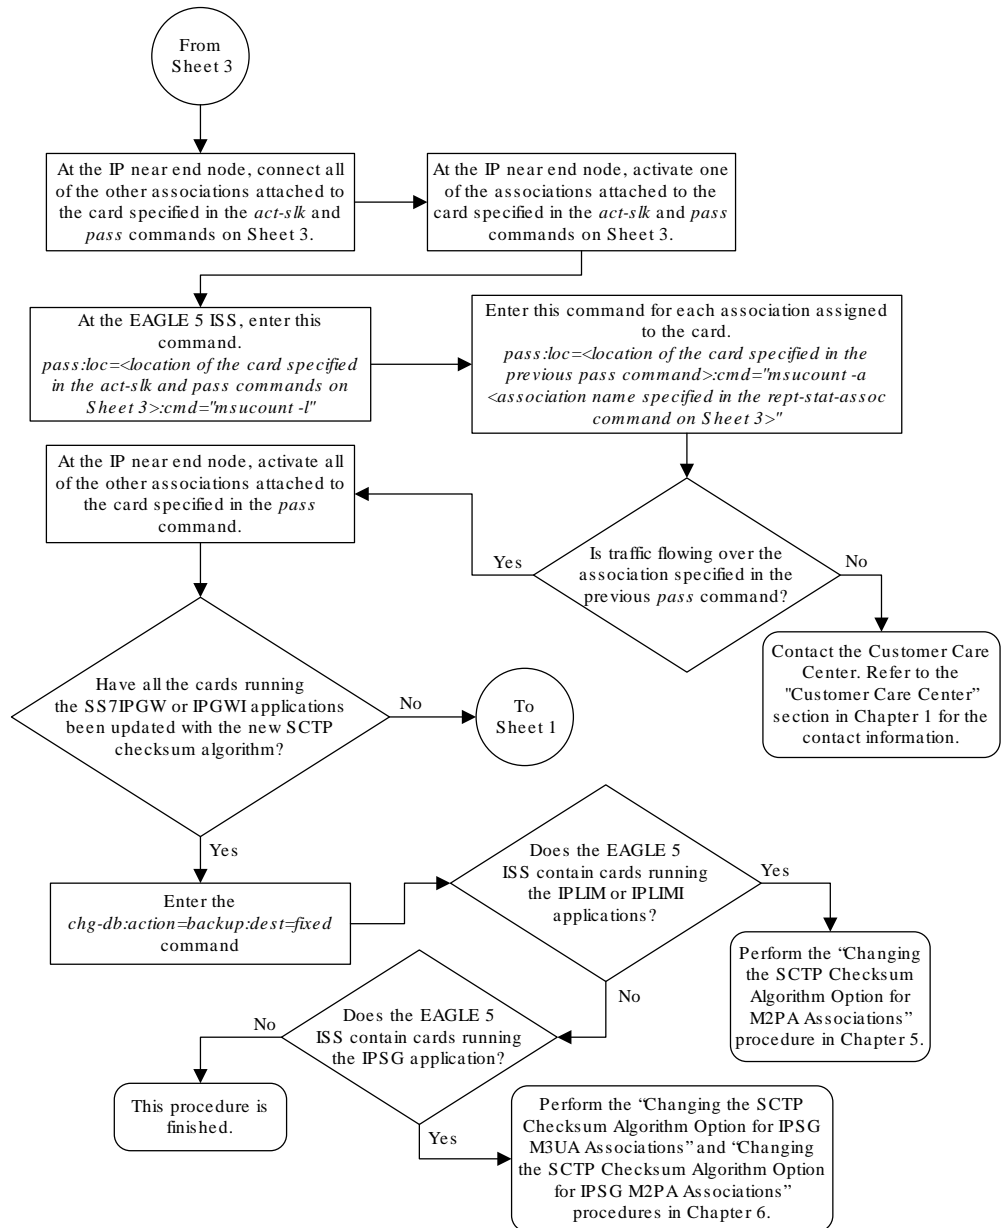 From
Sheet 3
At the IP near end node, connect all
of the other associations attached to
the card specified in the act-slk and
pass commands on Sheet 3.
At the IP near end node, activate one
of the associations attached to the
card specified in the act-slk and pass
commands on Sheet 3.
At the EAGLE 5 ISS, enter this
command.
pass:loc=<location of the card specified
in the act-slk and pass commands on
Sheet 3>:cmd="msucount -l"
Enter this command for each association assigned
to the card.
pass:loc=<location of the card specified in the
previous pass command>:cmd="msucount -a
<association name specified in the rept-stat-assoc
command on Sheet 3>"
At the IP near end node, activate all
of the other associations attached to
the card specified in the pass
command.
Is traffic flowing over the
association specified in the
previous pass command?
Yes
No
Contact the Customer Care
Center. Refer to the
"Customer Care Center”
section in Chapter 1 for the
contact information.
Have all the cards running
the SS7IPGW or IPGWI applications
been updated with the new SCTP
checksum algorithm?
No
To
Sheet 1
Yes
Enter the
chg-db:action=backup:dest=fixed
command
Does the EAGLE 5
ISS contain cards running
the IPLIM or IPLIMI
applications?
Yes
No
Perform the “Changing
the SCTP Checksum
Algorithm Option for
M2PA Associations”
procedure in Chapter 5.
Does the EAGLE 5
ISS contain cards running
the IPSG application?
No
Yes
This procedure is
finished.
Perform the “Changing the SCTP
Checksum Algorithm Option for IPSG
M3UA Associations” and “Changing
the SCTP Checksum Algorithm Option
for IPSG M2PA Associations”
procedures in Chapter 6.